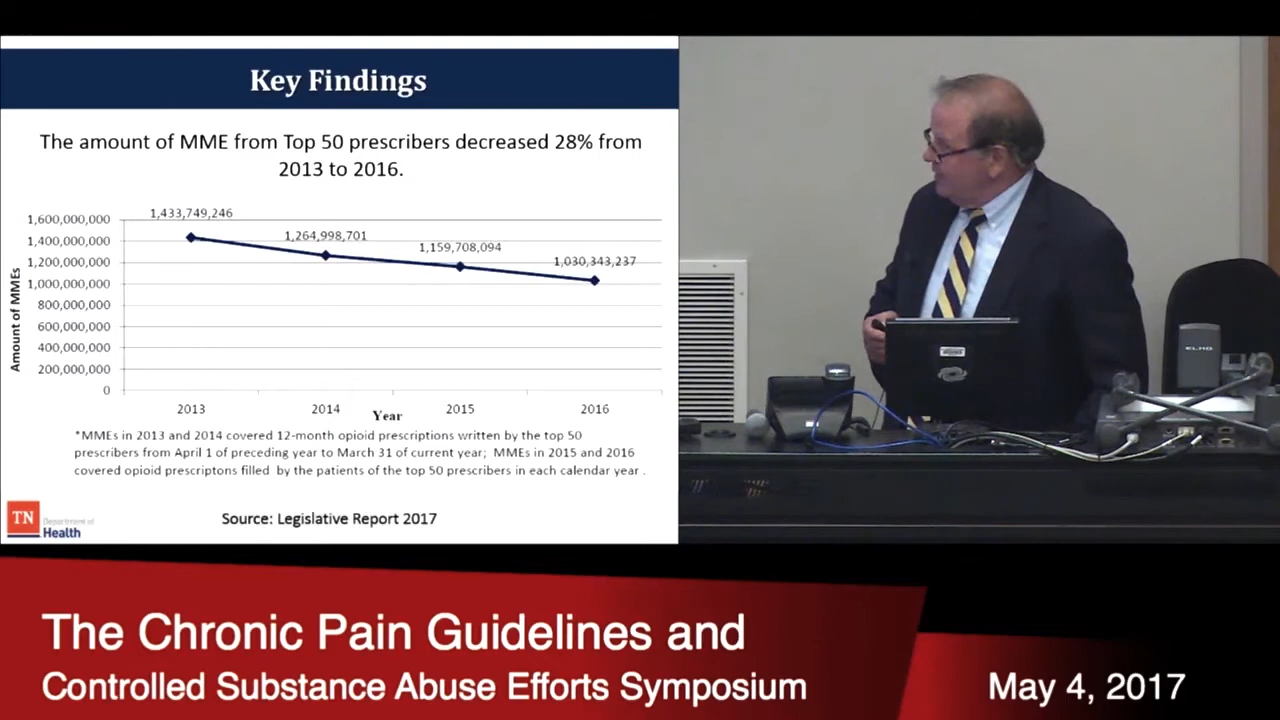 Key Findings
The amount of MME from Top 50 prescribers decreased 28% from
2013 to 2016.
Amount of MMEs
1,600,000,000
1,400,000,000
1,200,000,000
1,000,000,000
800,000,000
600,000,000
400,000,000
200,000,000
0
1,433,749,246
1,264,998,701
1,159,708,094
1,030,343,237
2013
2014
2015
2016
Year
*MMEs in 2013 and 2014 covered 12-month opioid prescriptions written by the top 50
prescribers from April 1 of preceding year to March 31 of current year; MMEs in 2015 and 2016
covered opioid prescriptons filled by the patients of the top 50 prescribers in each calendar year .
TN
Department of
Health
Source: Legislative Report 2017
ELMO
The Chronic Pain Guidelines and
Controlled Substance Abuse Efforts Symposium
May 4, 2017